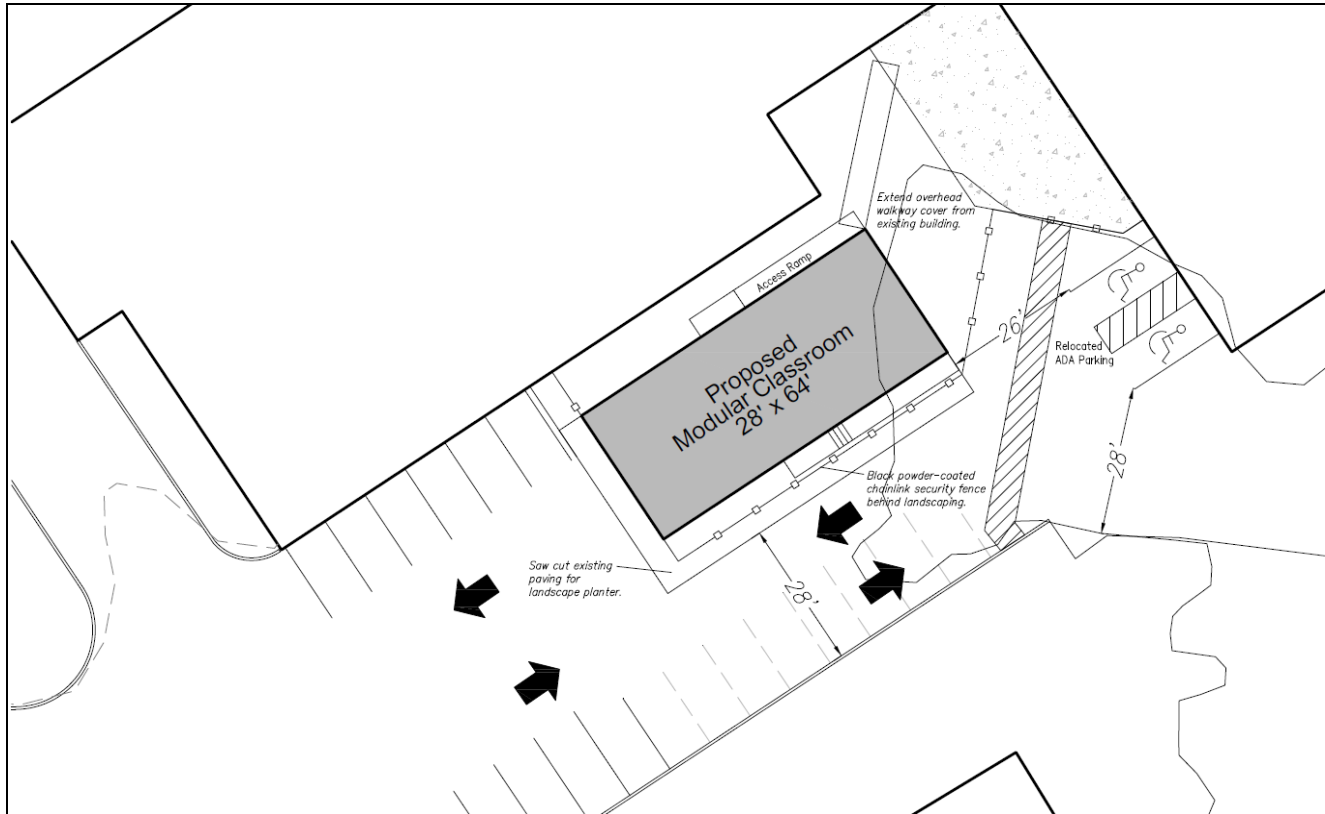 Extend overhead
walkway cover from
existing building.
Access Ramp
Proposed
Modular Classroom
28' x 64'
26'
Relocated
ADA Parking
28'
Black powder-coated
chainlink security fence
behind landscaping.
Saw cut existing
paving for
landscape planter.
28'